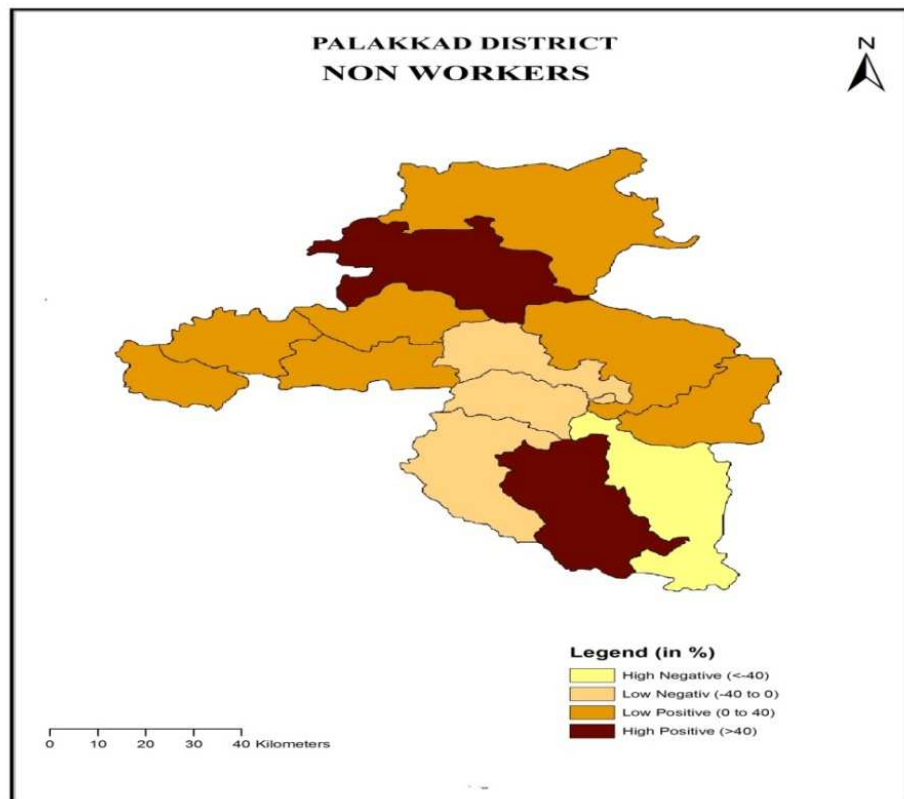 PALAKKAD DISTRICT
NON WORKERS
N
Legend (in %)
High Negative (<-40)
Low Negativ (-40 to 0)
Low Positive (0 to 40)
High Positive (>40)
0 10 20 30 40 Kilometers